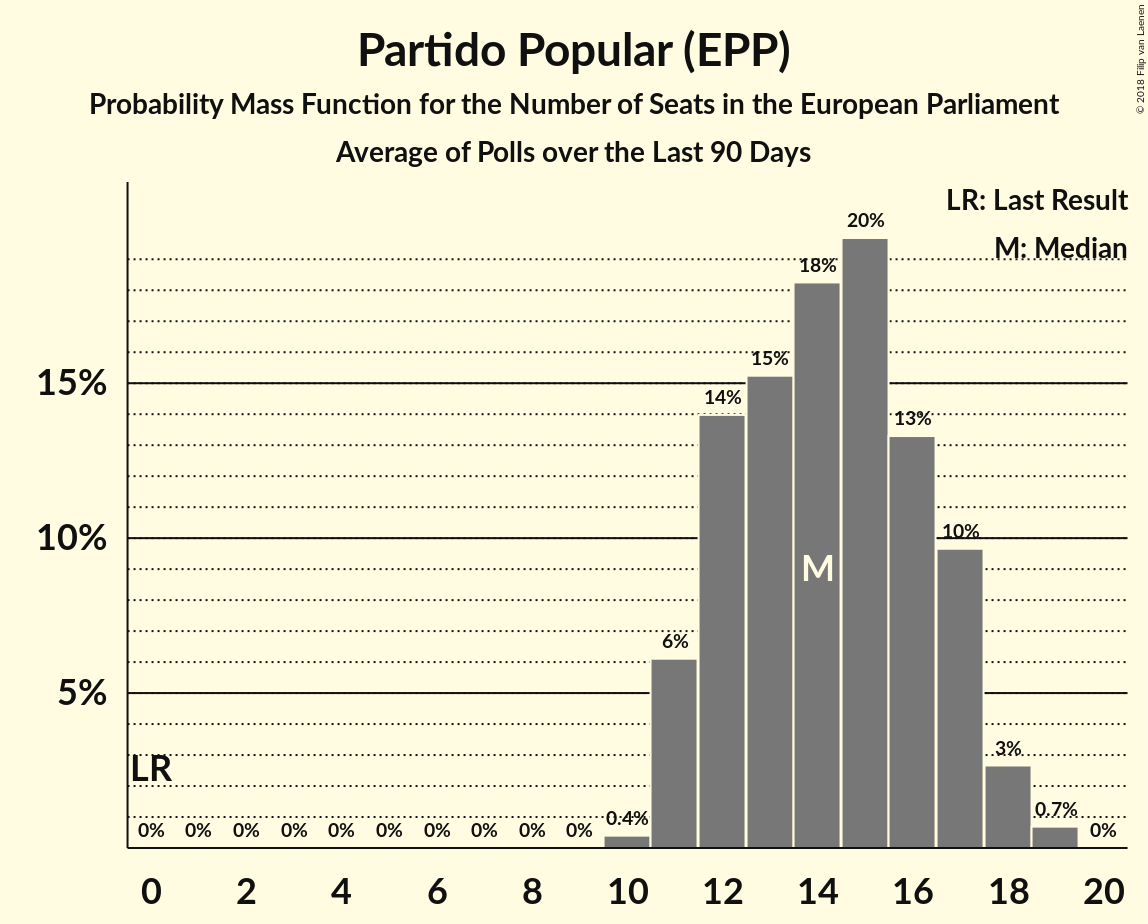 Partido Popular (EPP)
Probability Mass Function for the Number of Seats in the European Parliament
Average of Polls over the Last 90 Days
© 2018 Filip van Laenen
LR: Last Result
M: Median
20%
18%
15%
15%
14%
13%
10%
10%
M
6%
5%
LR
3%
0% 0% 0% 0% 0% 0% 0% 0% 0% 0% 0.4% 0.7% 0%
0 2 4 6 8 10 12 14 16 18 20